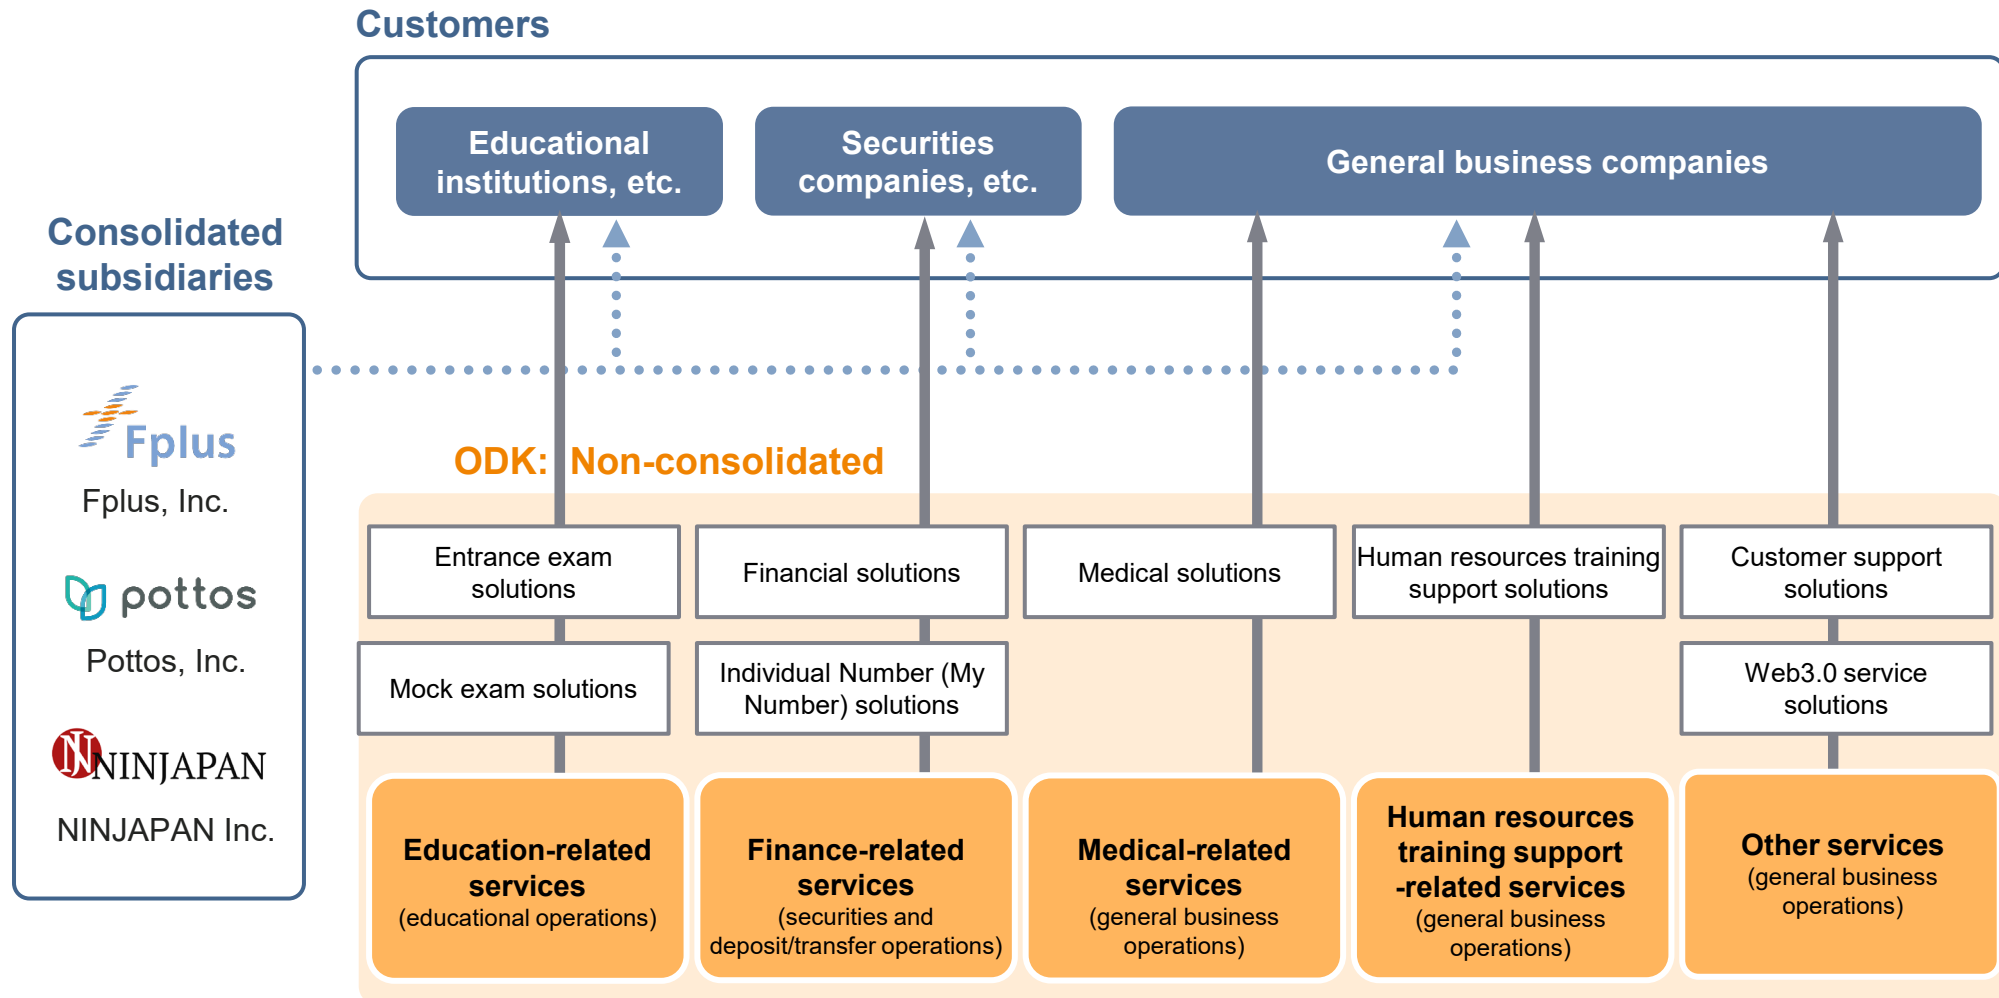 Customers
Educational
institutions, etc.
Securities
companies, etc.
General business companies
Consolidated
subsidiaries
Fplus
Fplus, Inc.
pottos
Pottos, Inc.
NJ
NINJAPAN
NINJAPAN Inc.
ODK: Non-consolidated
Entrance exam
solutions
Financial solutions
Medical solutions
Human resources training
support solutions
Customer support
solutions
Mock exam solutions
Individual Number (My
Number) solutions
Web3.0 service
solutions
Education-related
services
(educational operations)
Finance-related
services
(securities and
deposit/transfer operations)
Medical-related
services
(general business
operations)
Human resources
training support
-related services
(general business
operations)
Other services
(general business
operations)